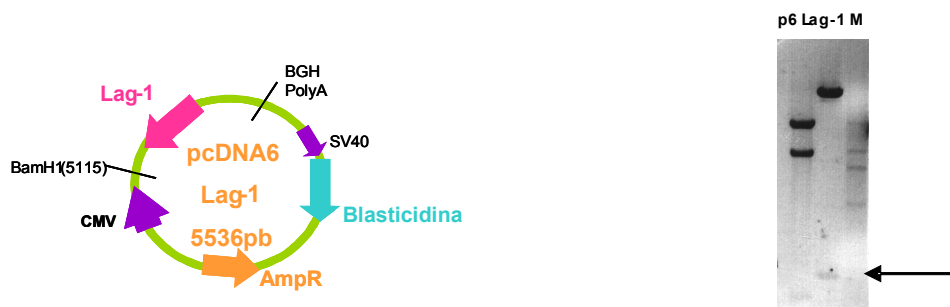 p6 Lag-1 M
BGH
PolyA
Lag-1
SV40
pcDNA6
BamH1(5115)
Lag-1
CMV
Blasticidina
5536pb
AmpR